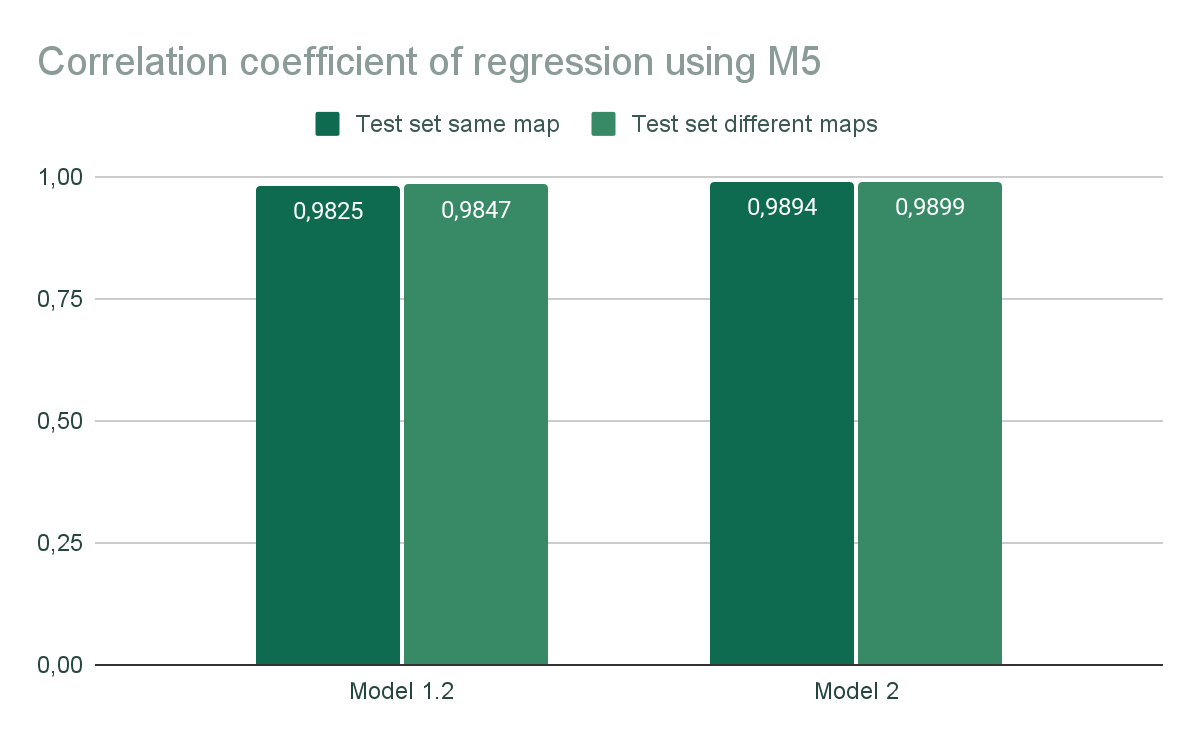 Correlation coefficient of regression using M5
Test set same map Test set different maps
1,00
0,9825 0,9847 0,9894 0,9899
0,75
0,50
0,25
0,00
Model 1.2 Model 2